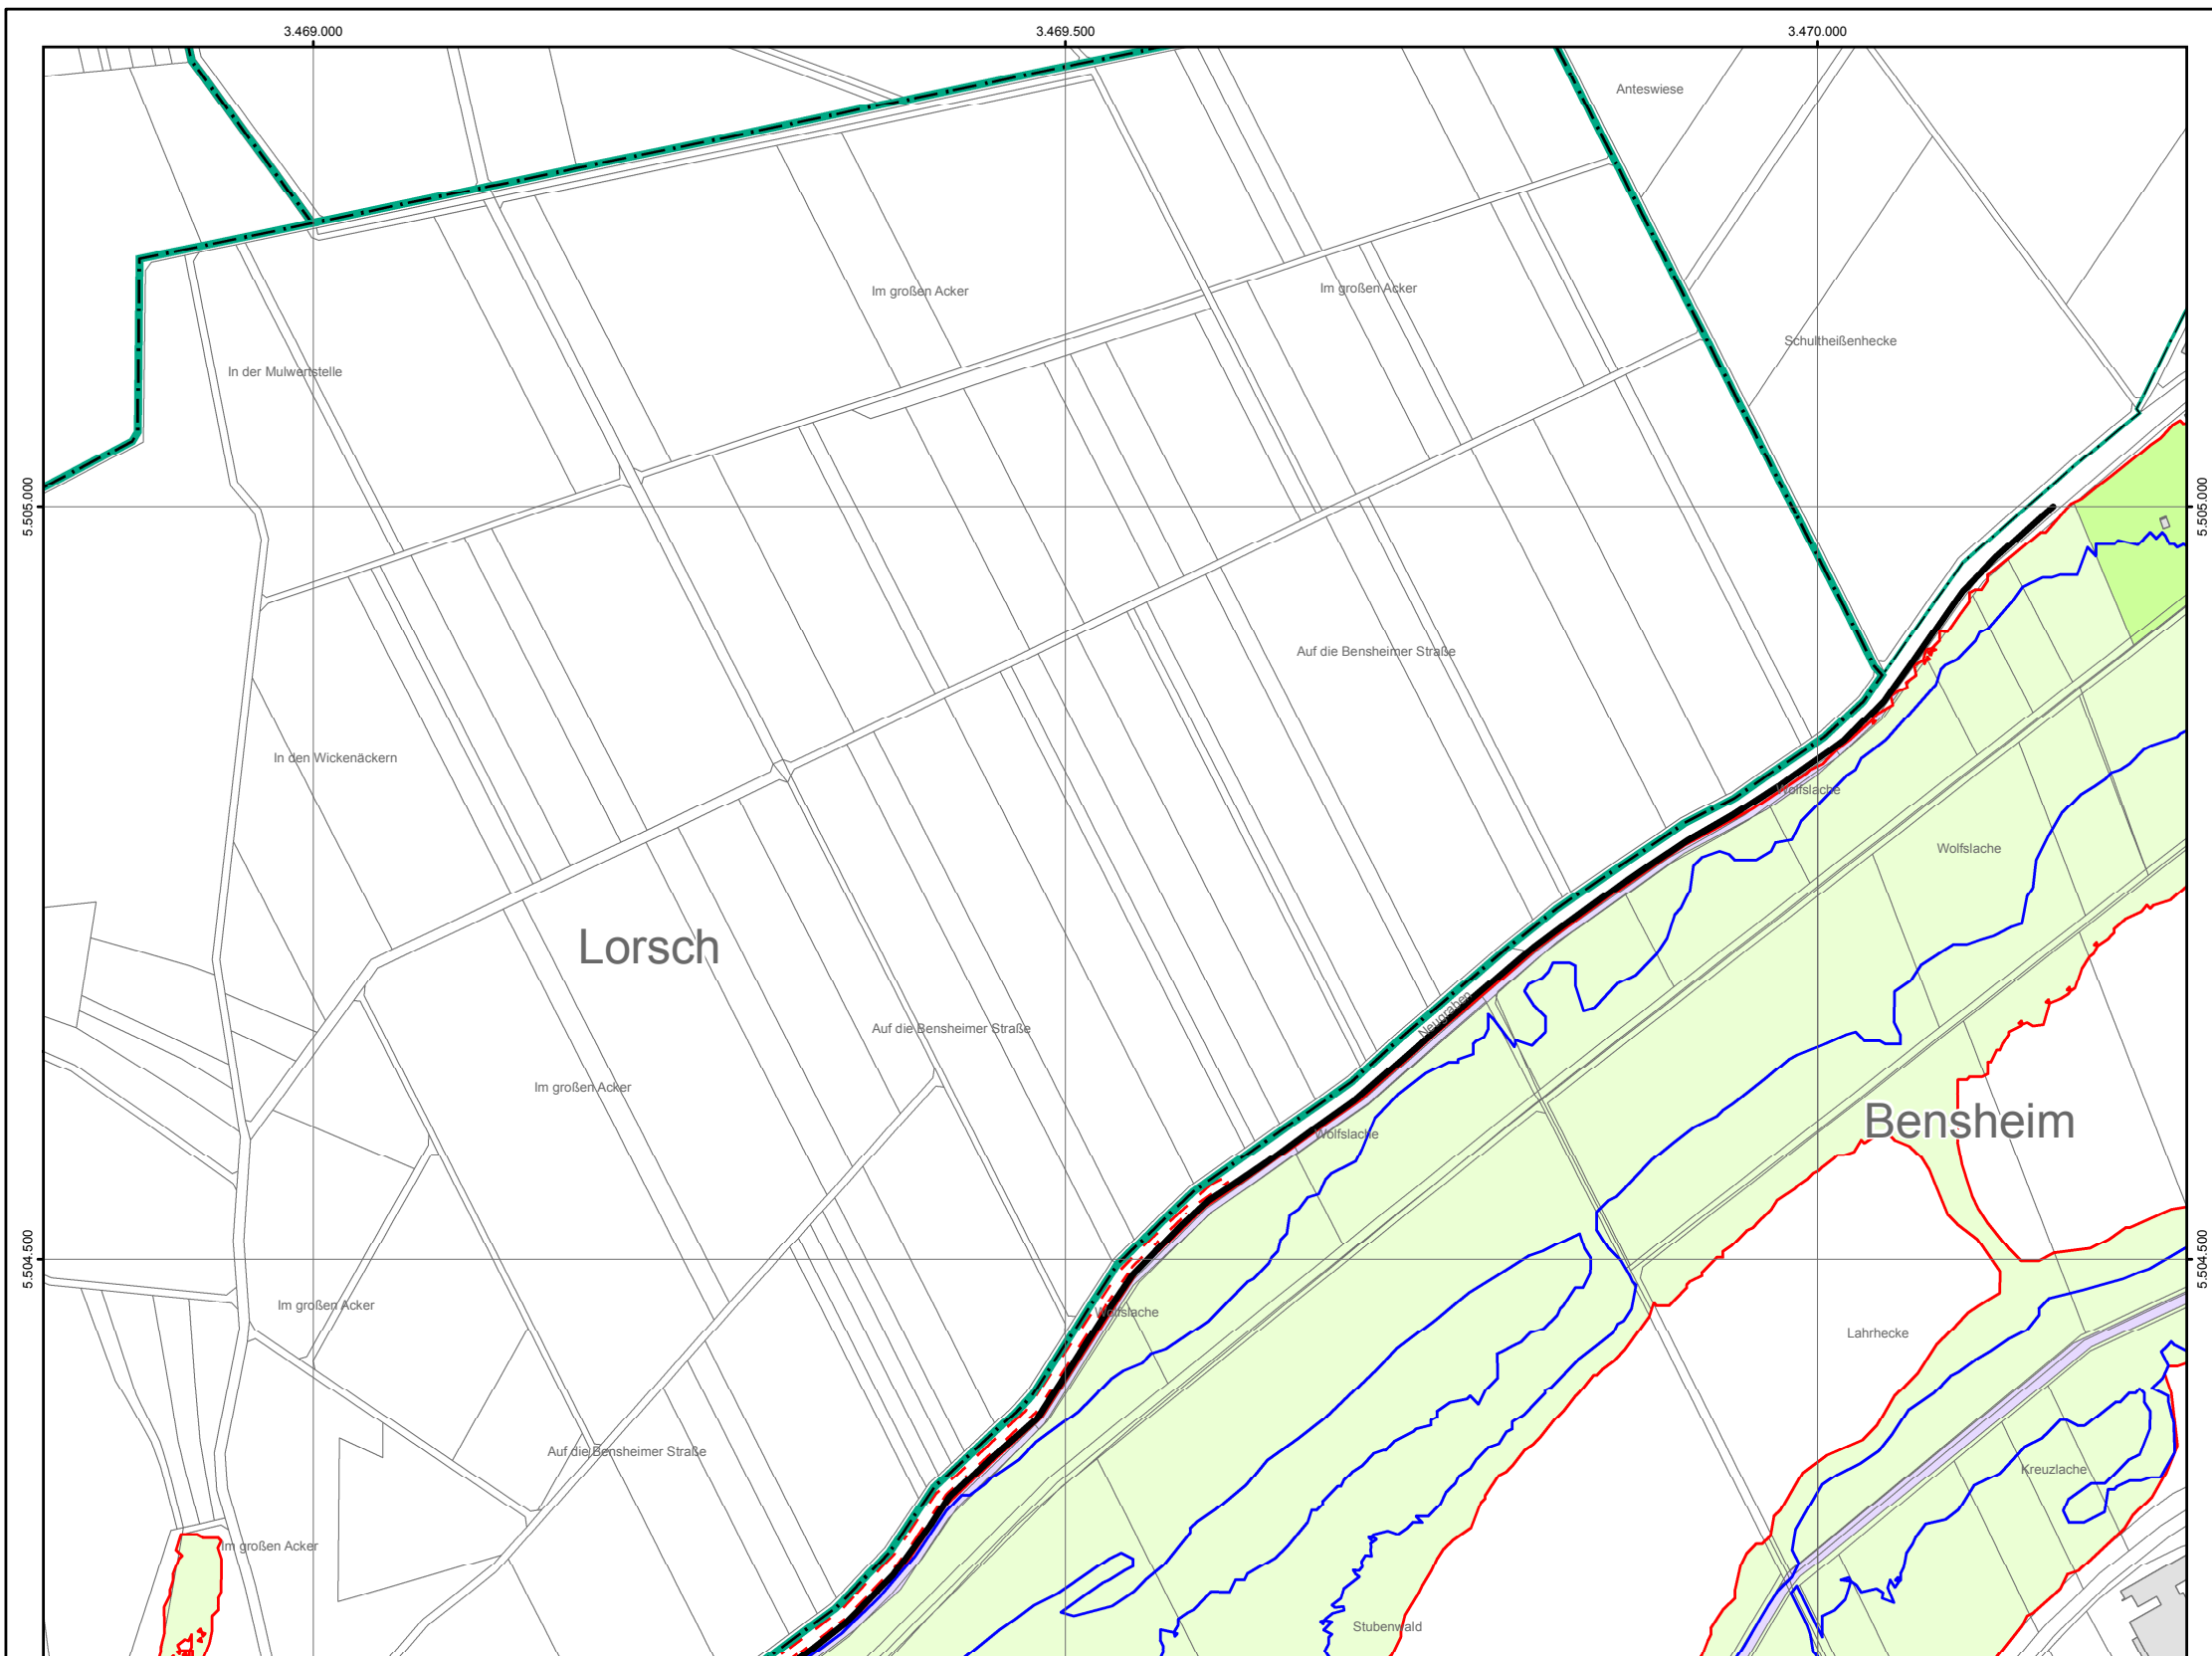 3.469.000
3.469.500
3.470.000
Anteswiese
Im großen Acker
Im großen Acker
Schultheißenhecke
In der Mulwertstelle
5.505.000
5.505.000
Auf die Bensheimer Straße
In den Wickenäckern
Wolfslache
Wolfslache
Lorsch
Neugraben
Auf die Bensheimer Straße
Im großen Acker
Bensheim
Wolfslache
5.504.500
5.504.500
Im großen Acker
Wolfslache
Lahrhecke
Auf die Bensheimer Straße
Kreuzlache
Im großen Acker
Stubenwald